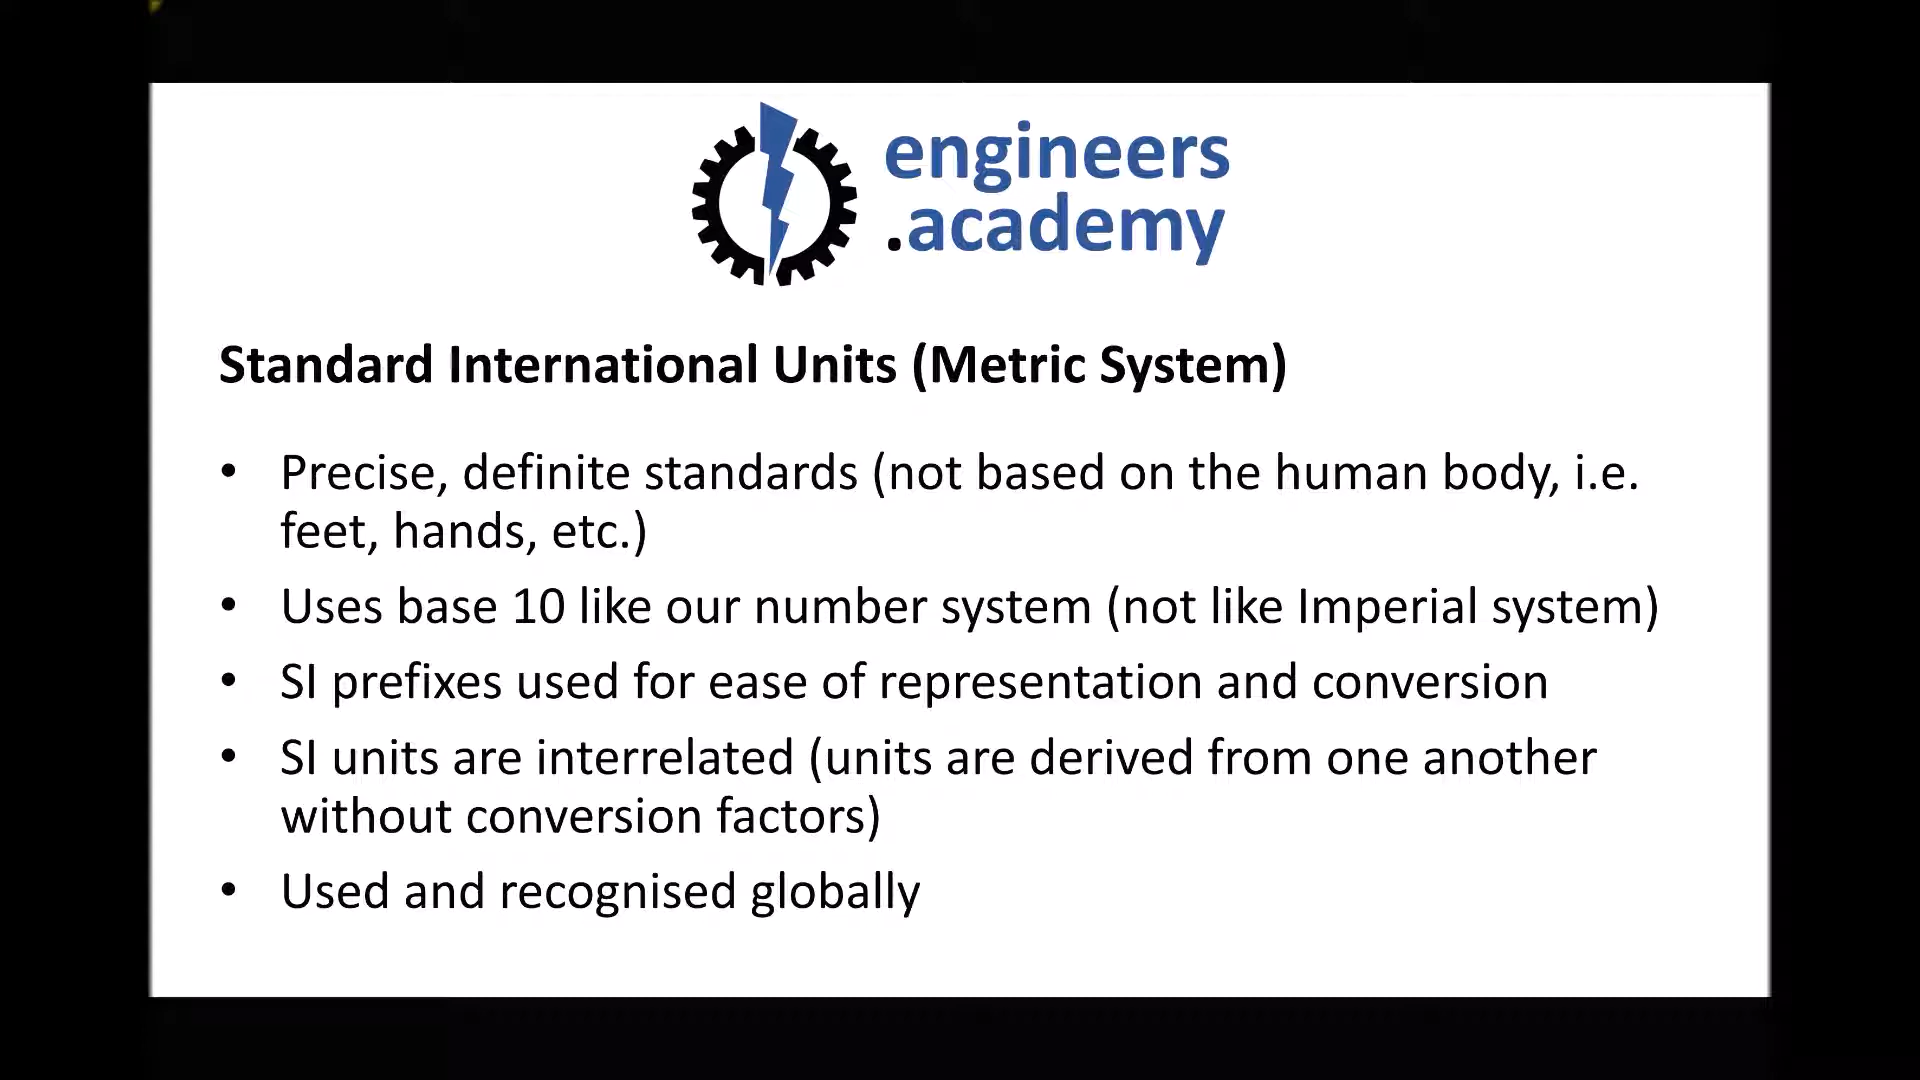 engineers
.academy
Standard International Units (Metric System)
• Precise, definite standards (not based on the human body, i.e.
feet, hands, etc.)
• Uses base 10 like our number system (not like Imperial system)
• SI prefixes used for ease of representation and conversion
• SI units are interrelated (units are derived from one another
without conversion factors)
• Used and recognised globally